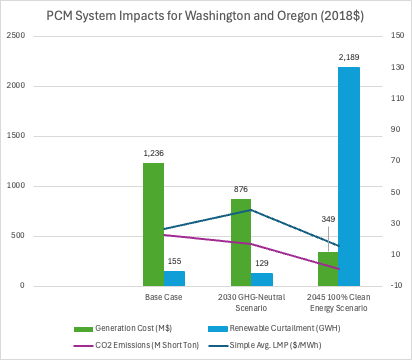 PCM System Impacts for Washington and Oregon (2018$)
2500
2000
1500
1000
500
0
150
130
110
90
70
50
30
10
-10
1,236
155
876
129
349
2,189
Base Case
2030 GHG-Neutral
Scenario
2045 100% Clean
Energy Scenario
Generation Cost (M$)
Renewable Curtailment (GWH)
CO2 Emissions (M Short Ton)
Simple Avg. LMP ($/MWh)